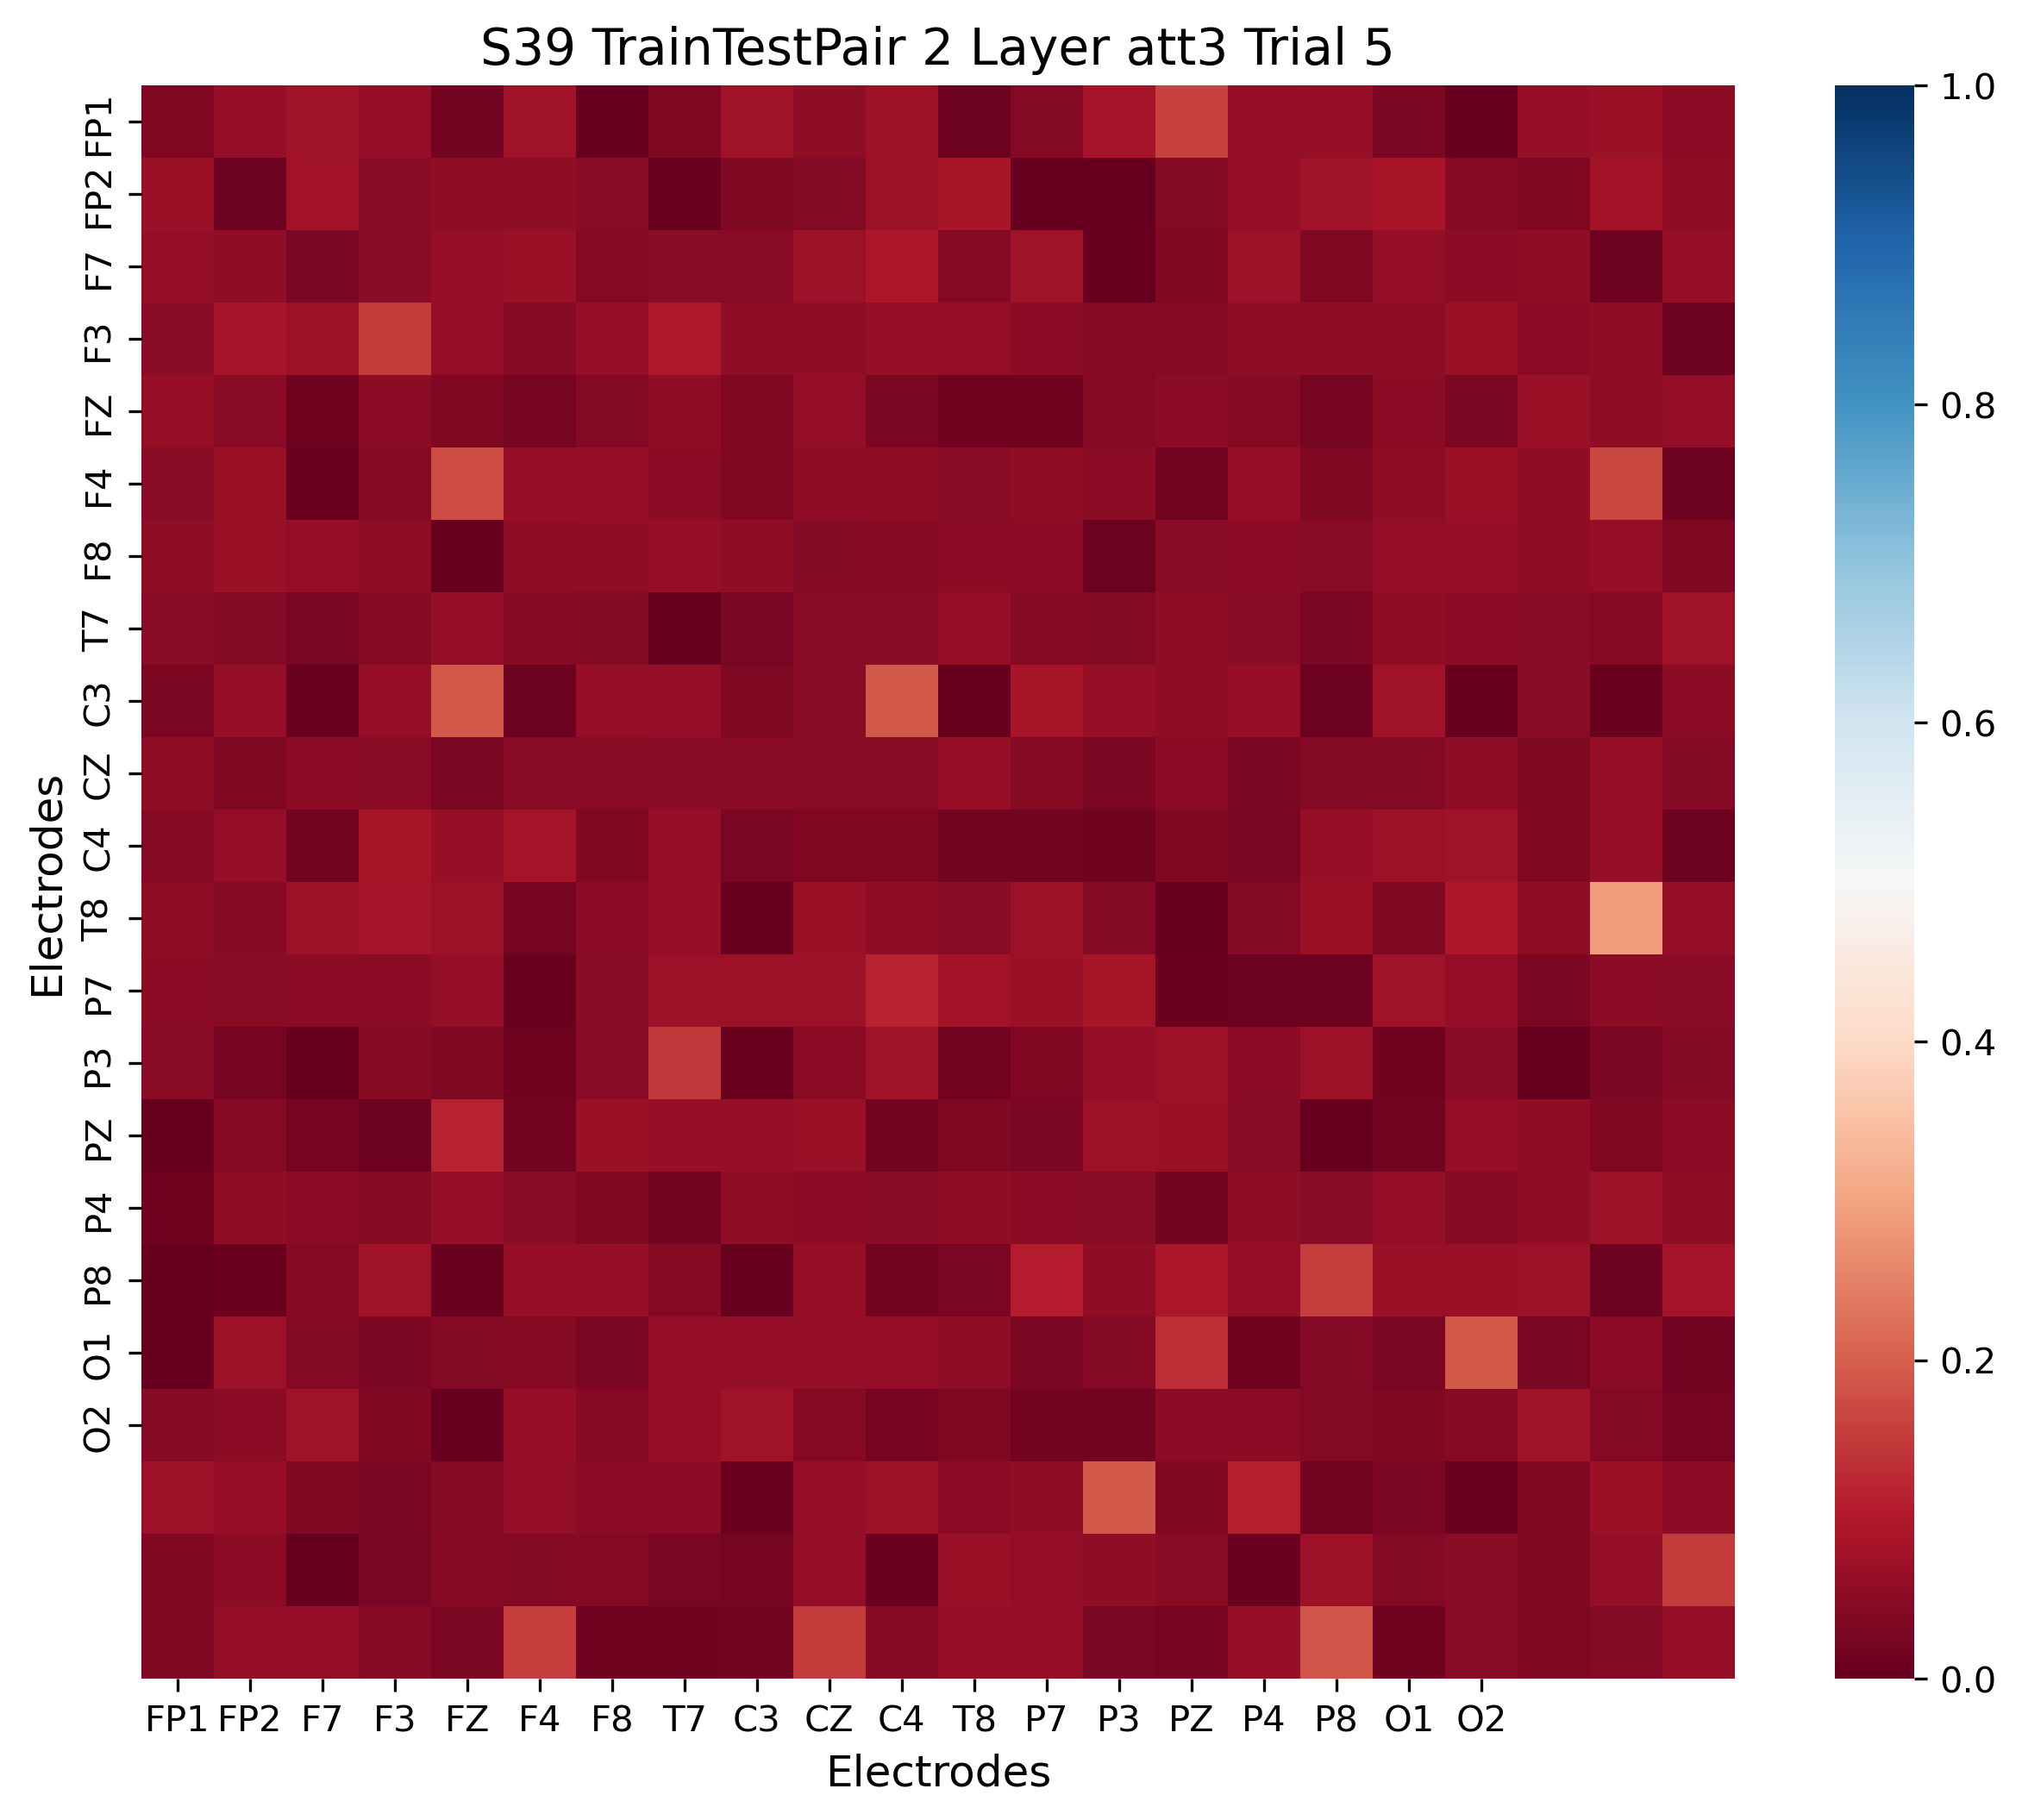 S39 TrainTestPair 2 Layer att3 Trial 5
Electrodes
FP1
FP2
F7
F3
FZ
F4
F8
T7
C3
CZ
C4
T8
P7
P3
PZ
P4
P8
O1
O2
FP1 FP2 F7 F3 FZ F4 F8 T7 C3 CZ C4 T8 P7 P3 PZ P4 P8 O1 O2
Electrodes
1.0
0.8
0.6
0.4
0.2
0.0